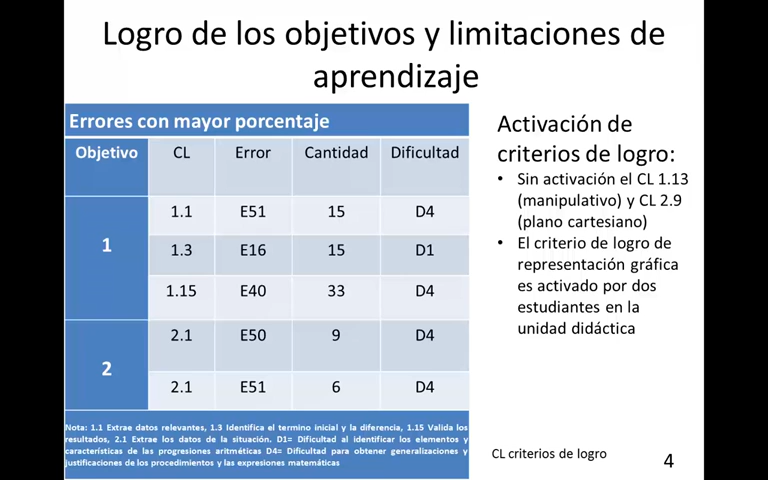 Logro de los objetivos y limitaciones de
aprendizaje
Errores con mayor porcentaje
Objetivo CL Error Cantidad Dificultad
1
1.1 E51 15 D4
1.3 E16 15 D1
1.15 E40 33 D4
2
2.1 E50 9 D4
2.1 E51 6 D4
Nota: 1.1 Extrae datos relevantes, 1.3 Identifica el termino inicial y la diferencia, 1.15 Valida los
resultados, 2.1 Extrae los datos de la situación. D1= Dificultad al identificar los elementos y
características de las progresiones aritméticas D4= Dificultad para obtener generalizaciones y
justificaciones de los procedimientos y las expresiones matemáticas
Activación de
criterios de logro:
• Sin activación el CL 1.13
(manipulativo) y CL 2.9
(plano cartesiano)
• El criterio de logro de
representación gráfica
es activado por dos
estudiantes en la
unidad didáctica
CL criterios de logro
4